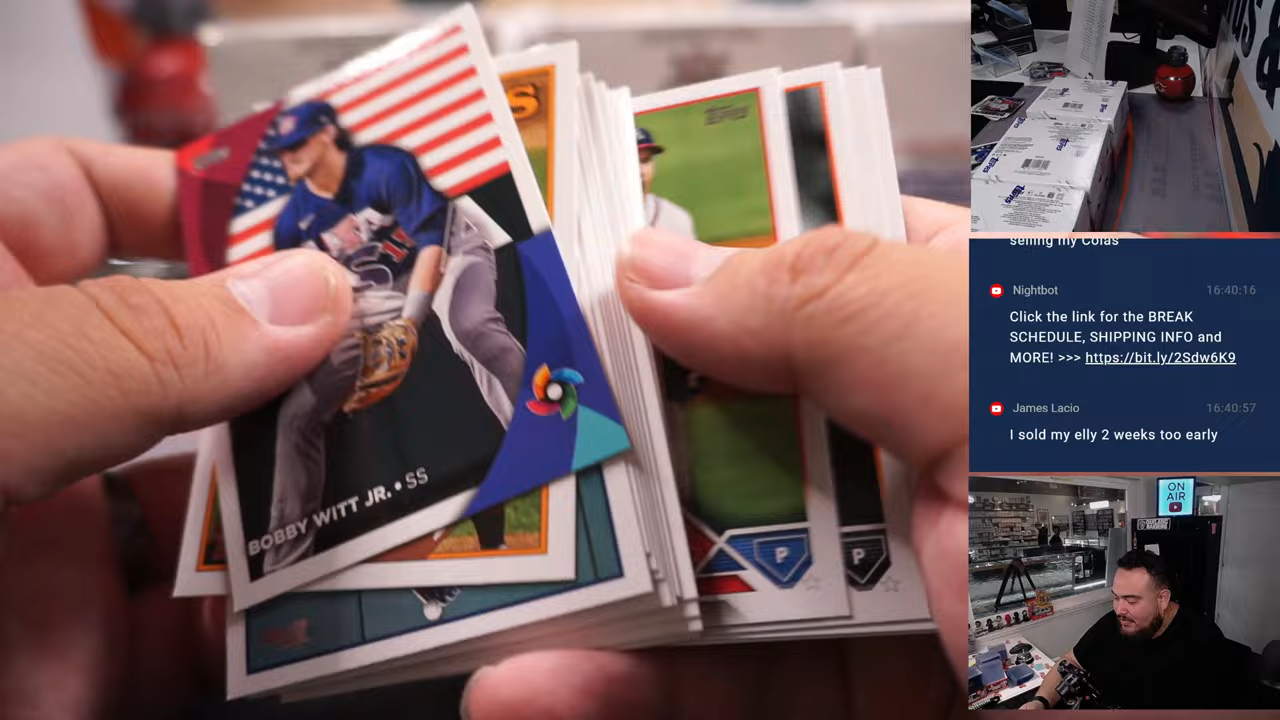 S
Topps
11
BOBBY WITT JR. • SS
P
P
selling my Colas
Nightbot 16:40:16
Click the link for the BREAK
SCHEDULE, SHIPPING INFO and
MORE! >>> https://bit.ly/2Sdw6K9
James Lacio 16:40:57
I sold my elly 2 weeks too early
ON
AIR